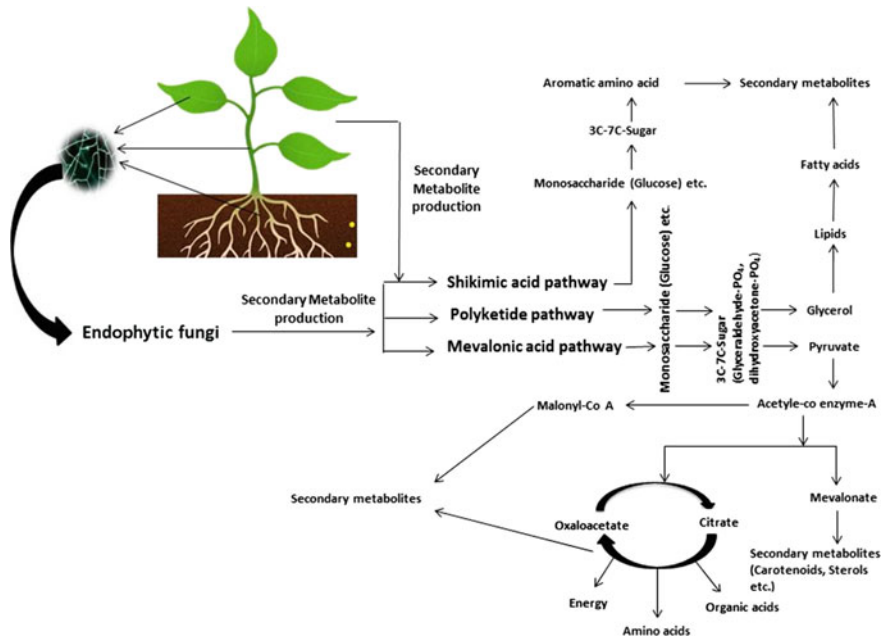 Aromatic amino acid
Secondary metabolites
3C-7C-Sugar
Fatty acids
Monosaccharide (Glucose) etc.
Secondary
Metabolite
production
Lipids
Shikimic acid pathway
Secondary Metabolite
production
Endophytic fungi
Polyketide pathway
Mevalonic acid pathway
Monosaccharide (Glucose) etc.
3C-7C-Sugar
(Glyceraldehyde-PO₄,
dihydroxyacetone-PO₄)
Glycerol
Pyruvate
Malonyl-Co A
Acetyle-co enzyme-A
Secondary metabolites
Oxaloacetate
Citrate
Mevalonate
Secondary metabolites
(Carotenoids, Sterols
etc.)
Energy
Organic acids
Amino acids